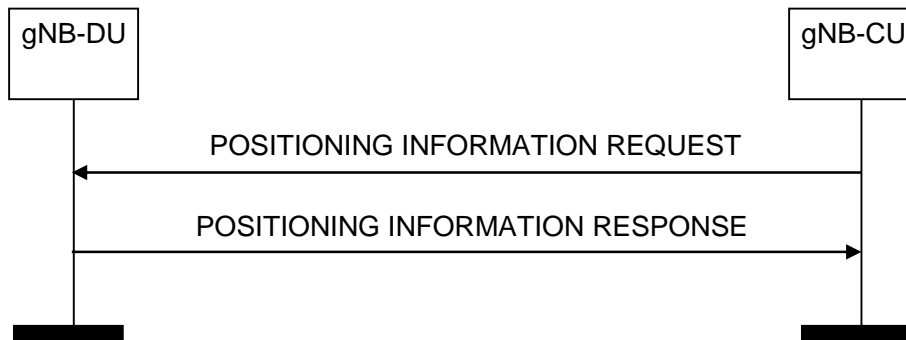 gNB-DU
gNB-CU
POSITIONING INFORMATION REQUEST
POSITIONING INFORMATION RESPONSE